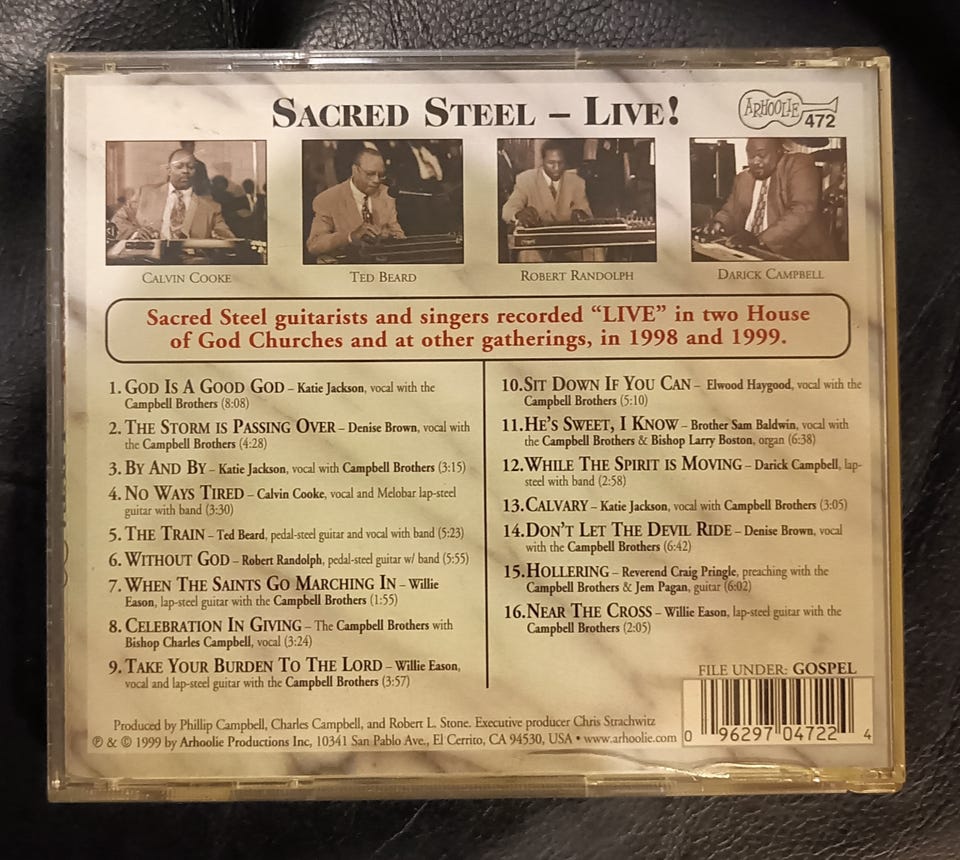 SACRED STEEL – LIVE!
ARHOOLIE
472
CALVIN COOKE
TED BEARD
ROBERT RANDOLPH
DARICK CAMPBELL
Sacred Steel guitarists and singers recorded “LIVE” in two House
of God Churches and at other gatherings, in 1998 and 1999.
1. GOD IS A GOOD GOD – Katie Jackson, vocal with the
Campbell Brothers (8:08)
2. THE STORM IS PASSING OVER – Denise Brown, vocal with
the Campbell Brothers (4:28)
3. BY AND BY – Katie Jackson, vocal with Campbell Brothers (3:15)
4. NO WAYS TIRED – Calvin Cooke, vocal and Melobar lap-steel
guitar with band (3:30)
5. THE TRAIN – Ted Beard, pedal-steel guitar and vocal with band (5:23)
6. WITHOUT GOD – Robert Randolph, pedal-steel guitar w/ band (5:55)
7. WHEN THE SAINTS GO MARCHING IN – Willie
Eason, lap-steel guitar with the Campbell Brothers (1:55)
8. CELEBRATION IN GIVING – The Campbell Brothers with
Bishop Charles Campbell, vocal (3:24)
9. TAKE YOUR BURDEN TO THE LORD – Willie Eason,
vocal and lap-steel guitar with the Campbell Brothers (3:57)
10. SIT DOWN IF YOU CAN – Elwood Haygood, vocal with the
Campbell Brothers (5:10)
11. HE'S SWEET, I KNOW – Brother Sam Baldwin, vocal with
the Campbell Brothers & Bishop Larry Boston, organ (6:38)
12. WHILE THE SPIRIT IS MOVING – Darick Campbell, lap-
steel with band (2:58)
13. CALVARY – Katie Jackson, vocal with Campbell Brothers (3:05)
14. DON'T LET THE DEVIL RIDE – Denise Brown, vocal
with the Campbell Brothers (6:42)
15. HOLLERING – Reverend Craig Pringle, preaching with the
Campbell Brothers & Jem Pagan, guitar (6:02)
16. NEAR THE CROSS – Willie Eason, lap-steel guitar with the
Campbell Brothers (2:05)
FILE UNDER: GOSPEL
Produced by Phillip Campbell, Charles Campbell, and Robert L. Stone. Executive producer Chris Strachwitz
℗ & © 1999 by Arhoolie Productions Inc, 10341 San Pablo Ave., El Cerrito, CA 94530, USA • www.arhoolie.com
0 96297 04722 4